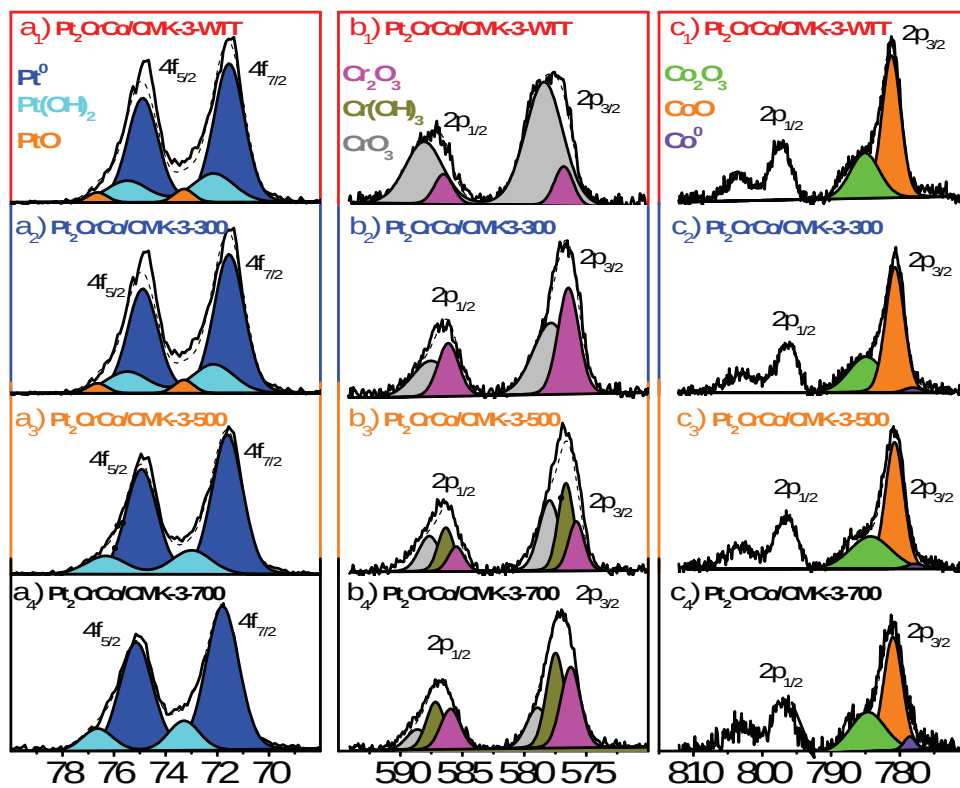 a₁) Pt₂CrCo/CMK-3-WTT
Pt⁰
Pt(OH)₂
PtO
4f₅/₂
4f₇/₂
b₁) Pt₂CrCo/CMK-3-WTT
Cr₂O₃
Cr(OH)₃
CrO₃
2p₁/₂
2p₃/₂
c₁) Pt₂CrCo/CMK-3-WTT
Co₂O₃
CoO
Co⁰
2p₁/₂
2p₃/₂
a₂) Pt₂CrCo/CMK-3-300
4f₅/₂
4f₇/₂
b₂) Pt₂CrCo/CMK3-300
2p₁/₂
2p₃/₂
c₂) Pt₂CrCo/CMK-3-300
2p₁/₂
2p₃/₂
a₃) Pt₂CrCo/CMK-3-500
4f₅/₂
4f₇/₂
b₃) Pt₂CrCo/CMK-3-500
2p₁/₂
2p₃/₂
c₃) Pt₂CrCo/CMK-3-500
2p₁/₂
2p₃/₂
a₄) Pt₂CrCo/CMK-3-700
4f₅/₂
4f₇/₂
b₄) Pt₂CrCo/CMK-3-700
2p₁/₂
2p₃/₂
c₄) Pt₂CrCo/CMK-3-700
2p₁/₂
2p₃/₂
78 76 74 72 70
590 585 580 575
810 800 790 780